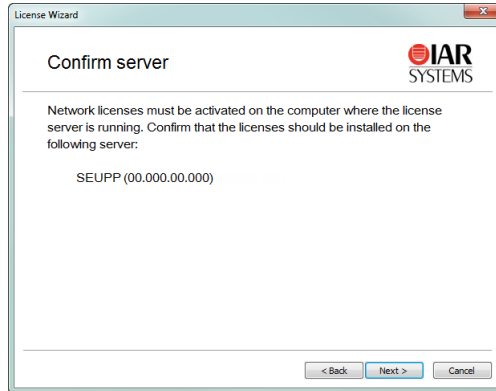 License Wizard
Confirm server
IAR
SYSTEMS
Network licenses must be activated on the computer where the license
server is running. Confirm that the licenses should be installed on the
following server:
SEUPP (00.000.00.000)
< Back Next > Cancel